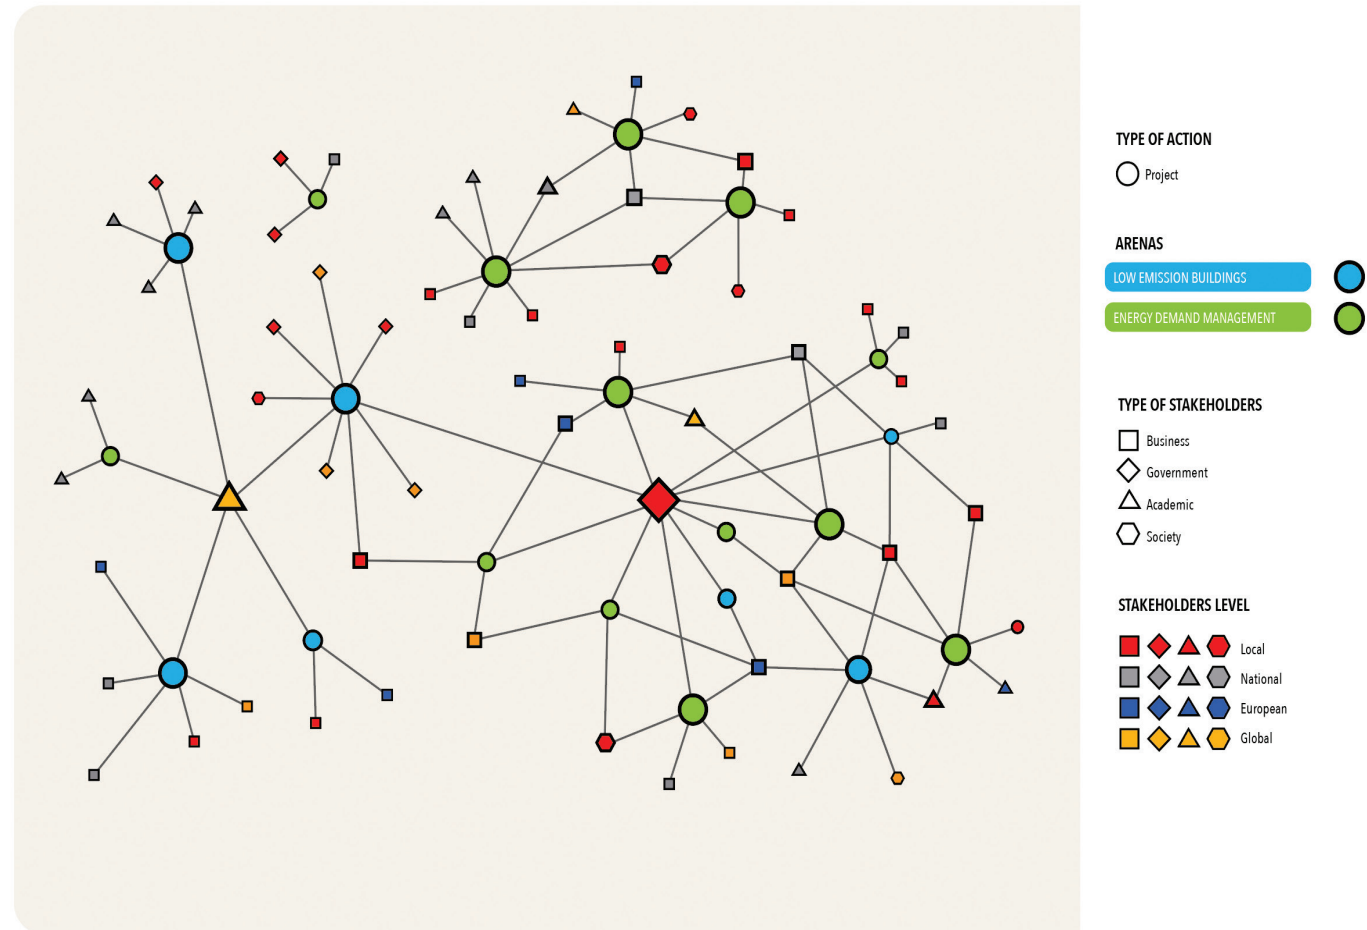 TYPE OF ACTION
Project
ARENAS
LOW EMISSION BUILDINGS
ENERGY DEMAND MANAGEMENT
TYPE OF STAKEHOLDERS
Business
Government
Academic
Society
STAKEHOLDERS LEVEL
Local
National
European
Global